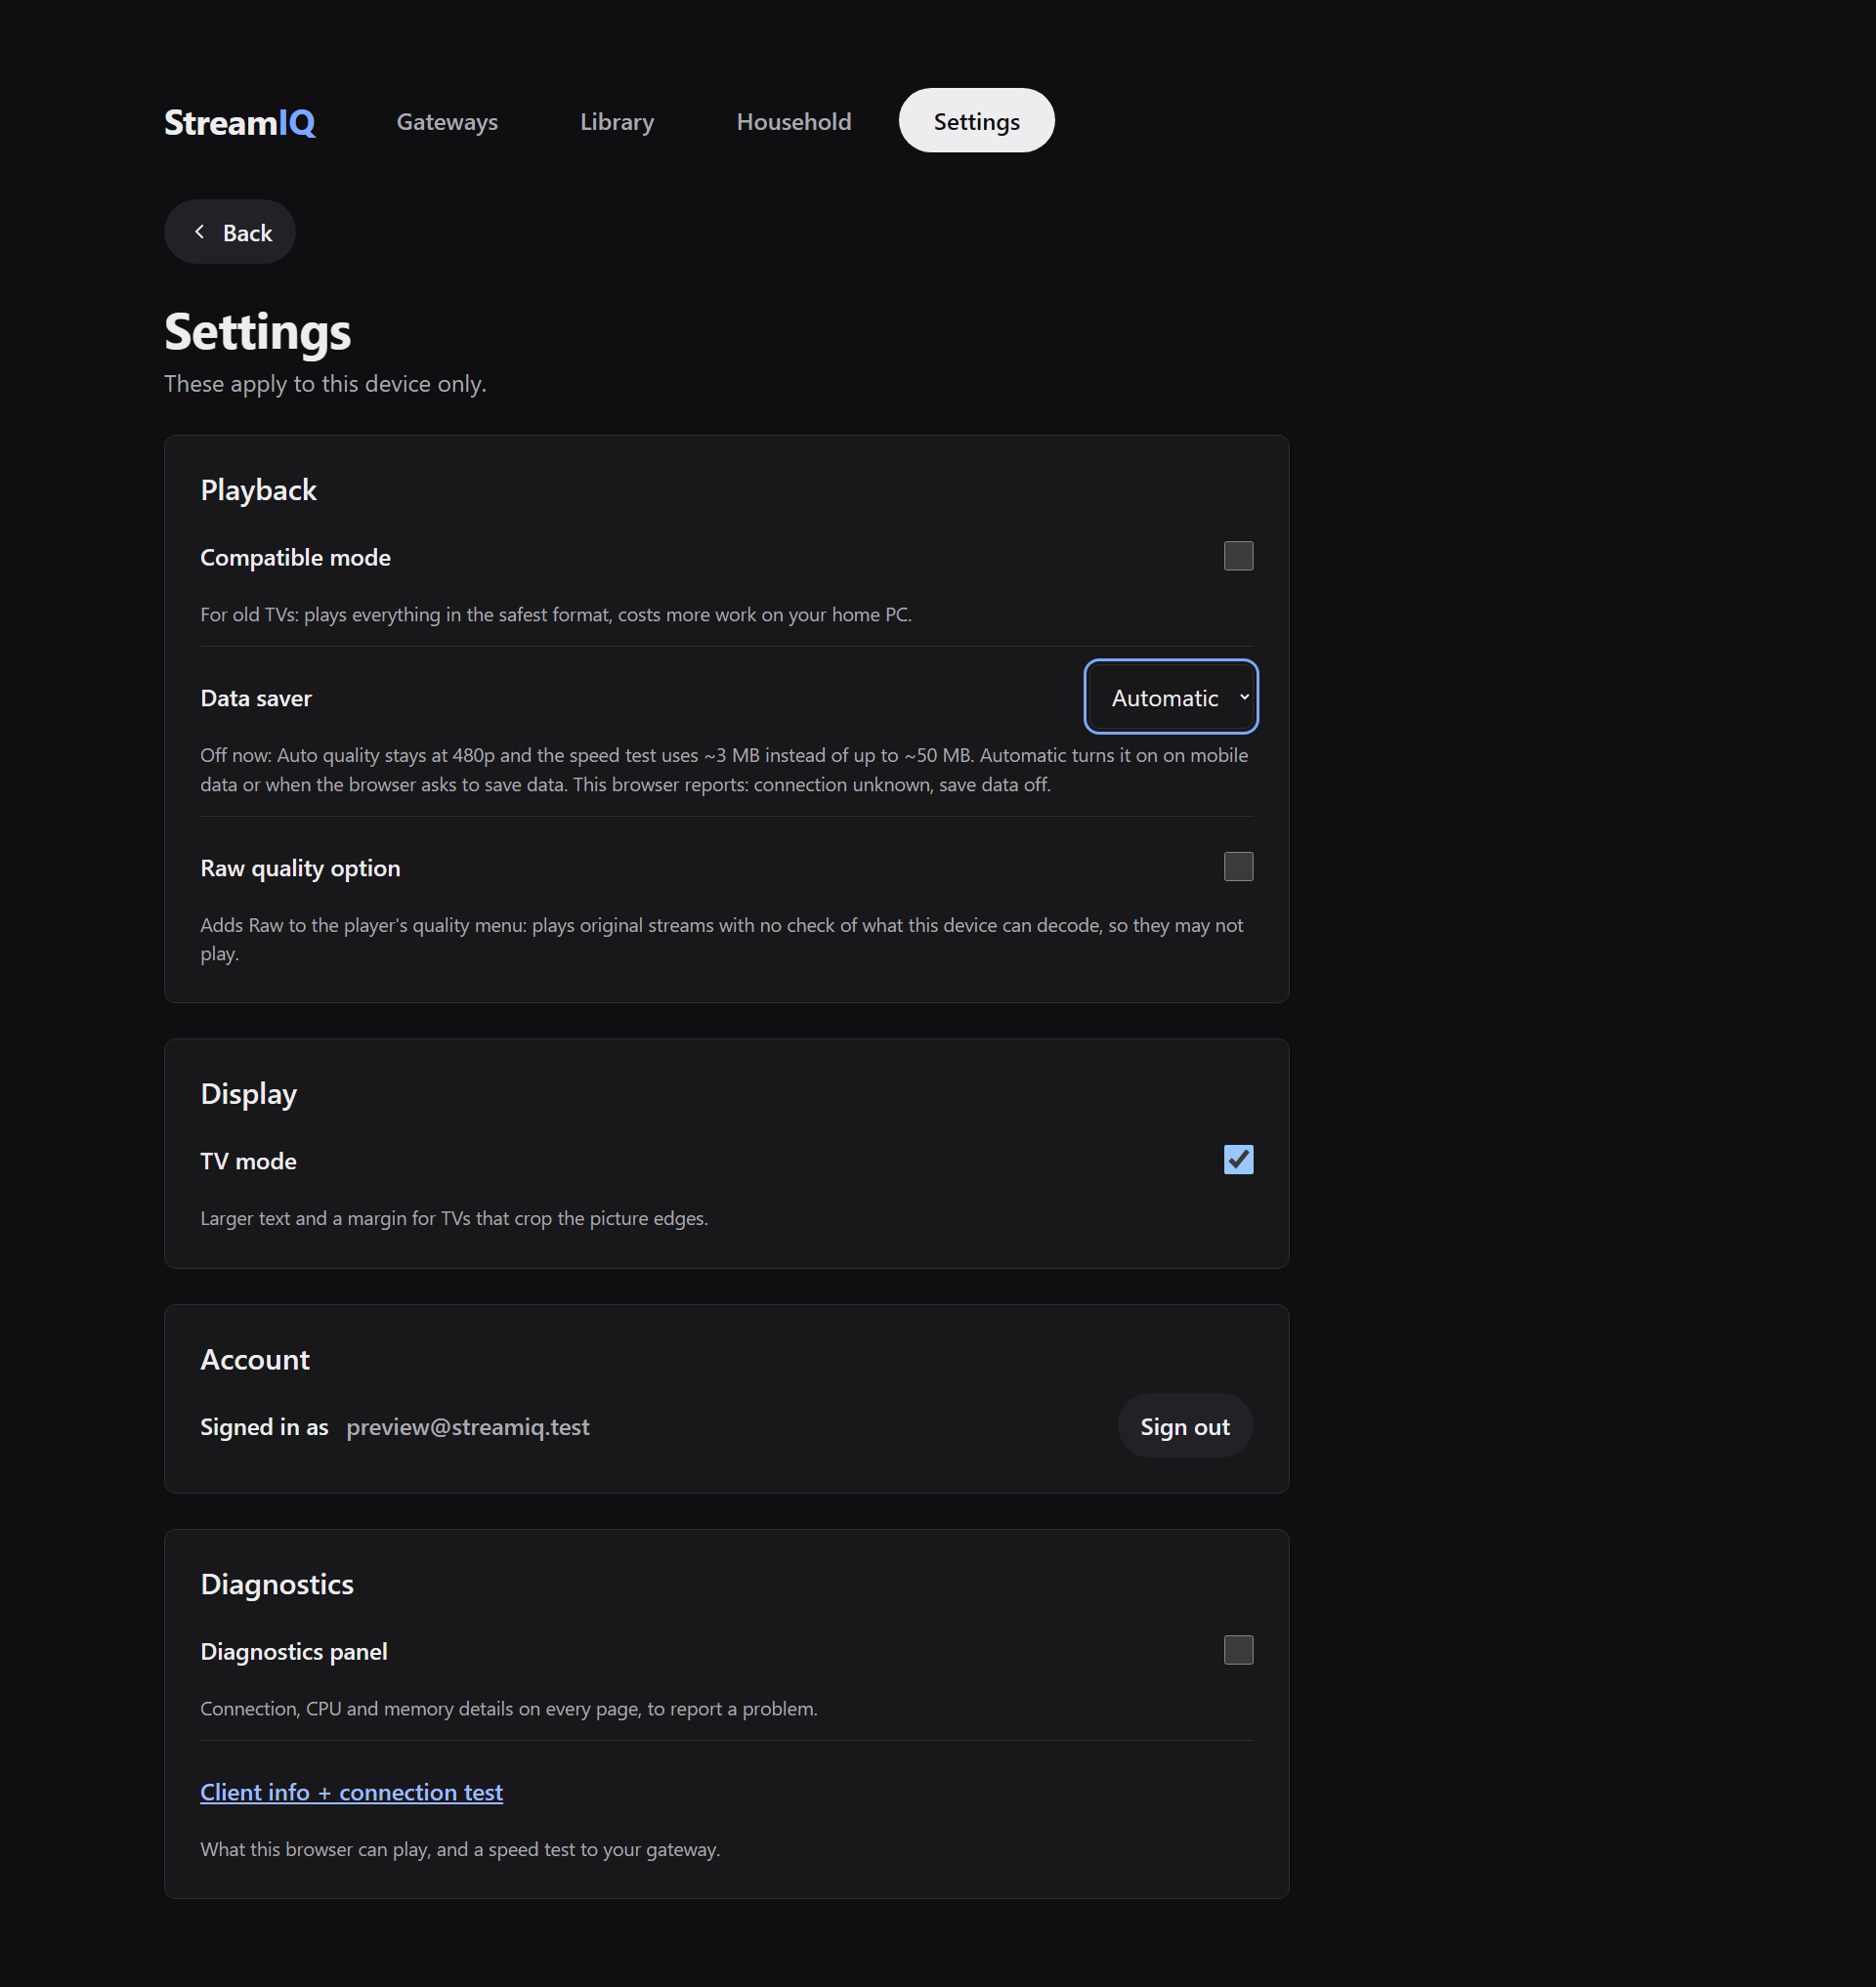 StreamIQ
Gateways
Library
Household
Settings
Back
Settings
These apply to this device only.
Playback
Compatible mode
For old TVs: plays everything in the safest format, costs more work on your home PC.
Data saver
Automatic
Off now: Auto quality stays at 480p and the speed test uses ~3 MB instead of up to ~50 MB. Automatic turns it on on mobile
data or when the browser asks to save data. This browser reports: connection unknown, save data off.
Raw quality option
Adds Raw to the player's quality menu: plays original streams with no check of what this device can decode, so they may not
play.
Display
TV mode
Larger text and a margin for TVs that crop the picture edges.
Account
Signed in as preview@streamiq.test
Sign out
Diagnostics
Diagnostics panel
Connection, CPU and memory details on every page, to report a problem.
Client info + connection test
What this browser can play, and a speed test to your gateway.